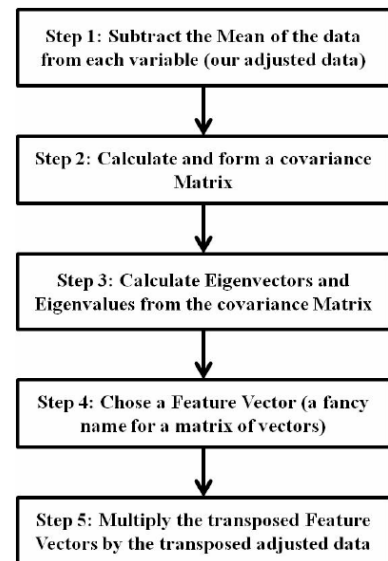 Step 1: Subtract the Mean of the data
from each variable (our adjusted data)
Step 2: Calculate and form a covariance
Matrix
Step 3: Calculate Eigenvectors and
Eigenvalues from the covariance Matrix
Step 4: Chose a Feature Vector (a fancy
name for a matrix of vectors)
Step 5: Multiply the transposed Feature
Vectors by the transposed adjusted data